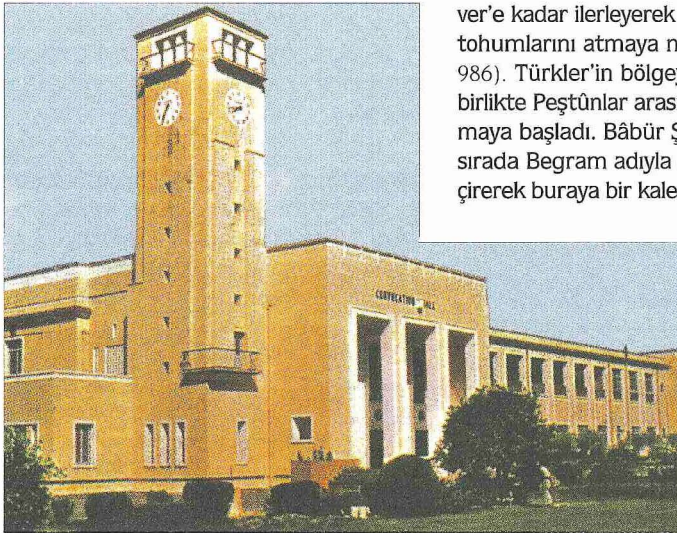 ver'e kadar ilerleyerek
tohumlarını atmaya n
986). Türkler'in bölgey
birlikte Peştûnlar aras
maya başladı. Bâbür Ş
sırada Begram adıyla
çirerek buraya bir kale
CONVOCATION HALL